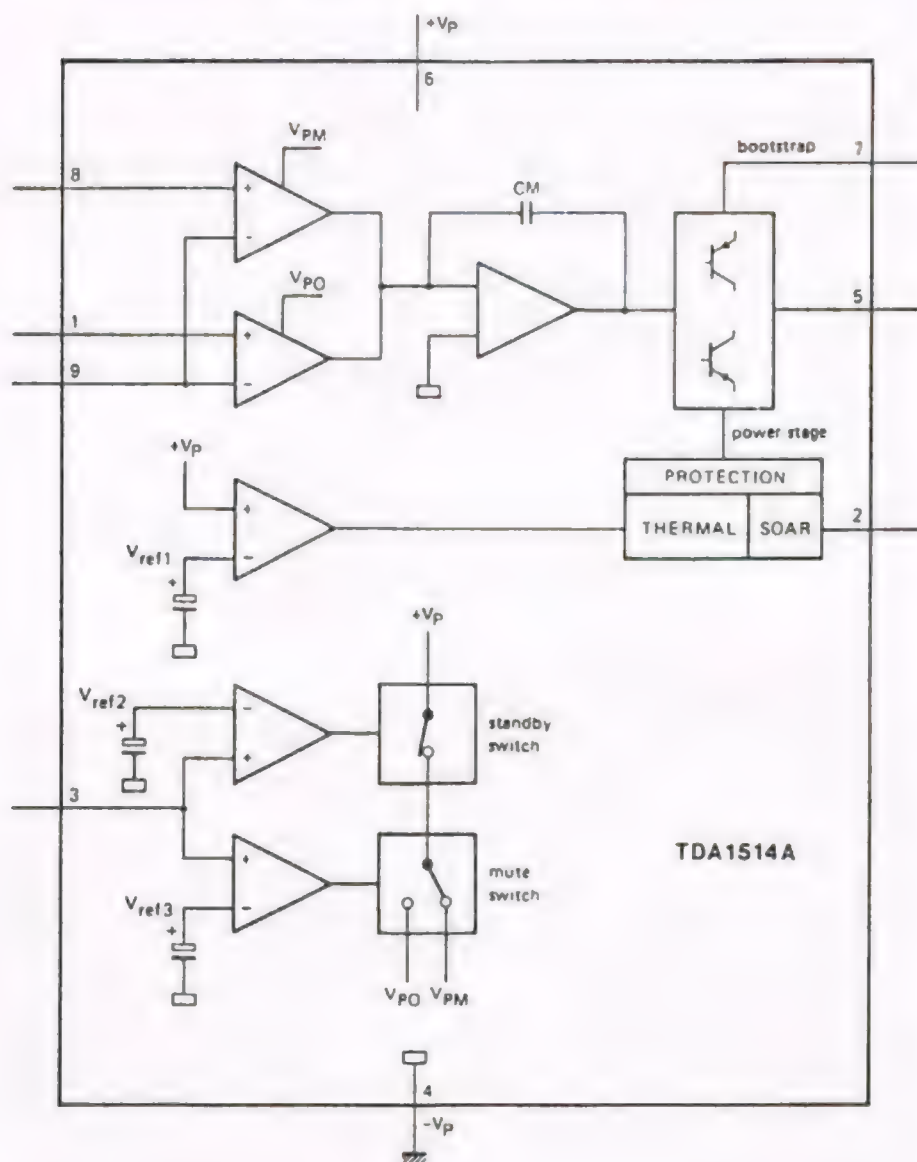 +VP
6
VPM
bootstrap 7
8
+
CM
-
VPO
1
5
+
9
-
power stage
+VP
PROTECTION
+
THERMAL SOAR 2
Vref1
-
+
+VP
Vref2
-
standby
switch
+
+
3
TDA1514A
+
mute
switch
Vref3
-
+
VPO VPM
4
-VP